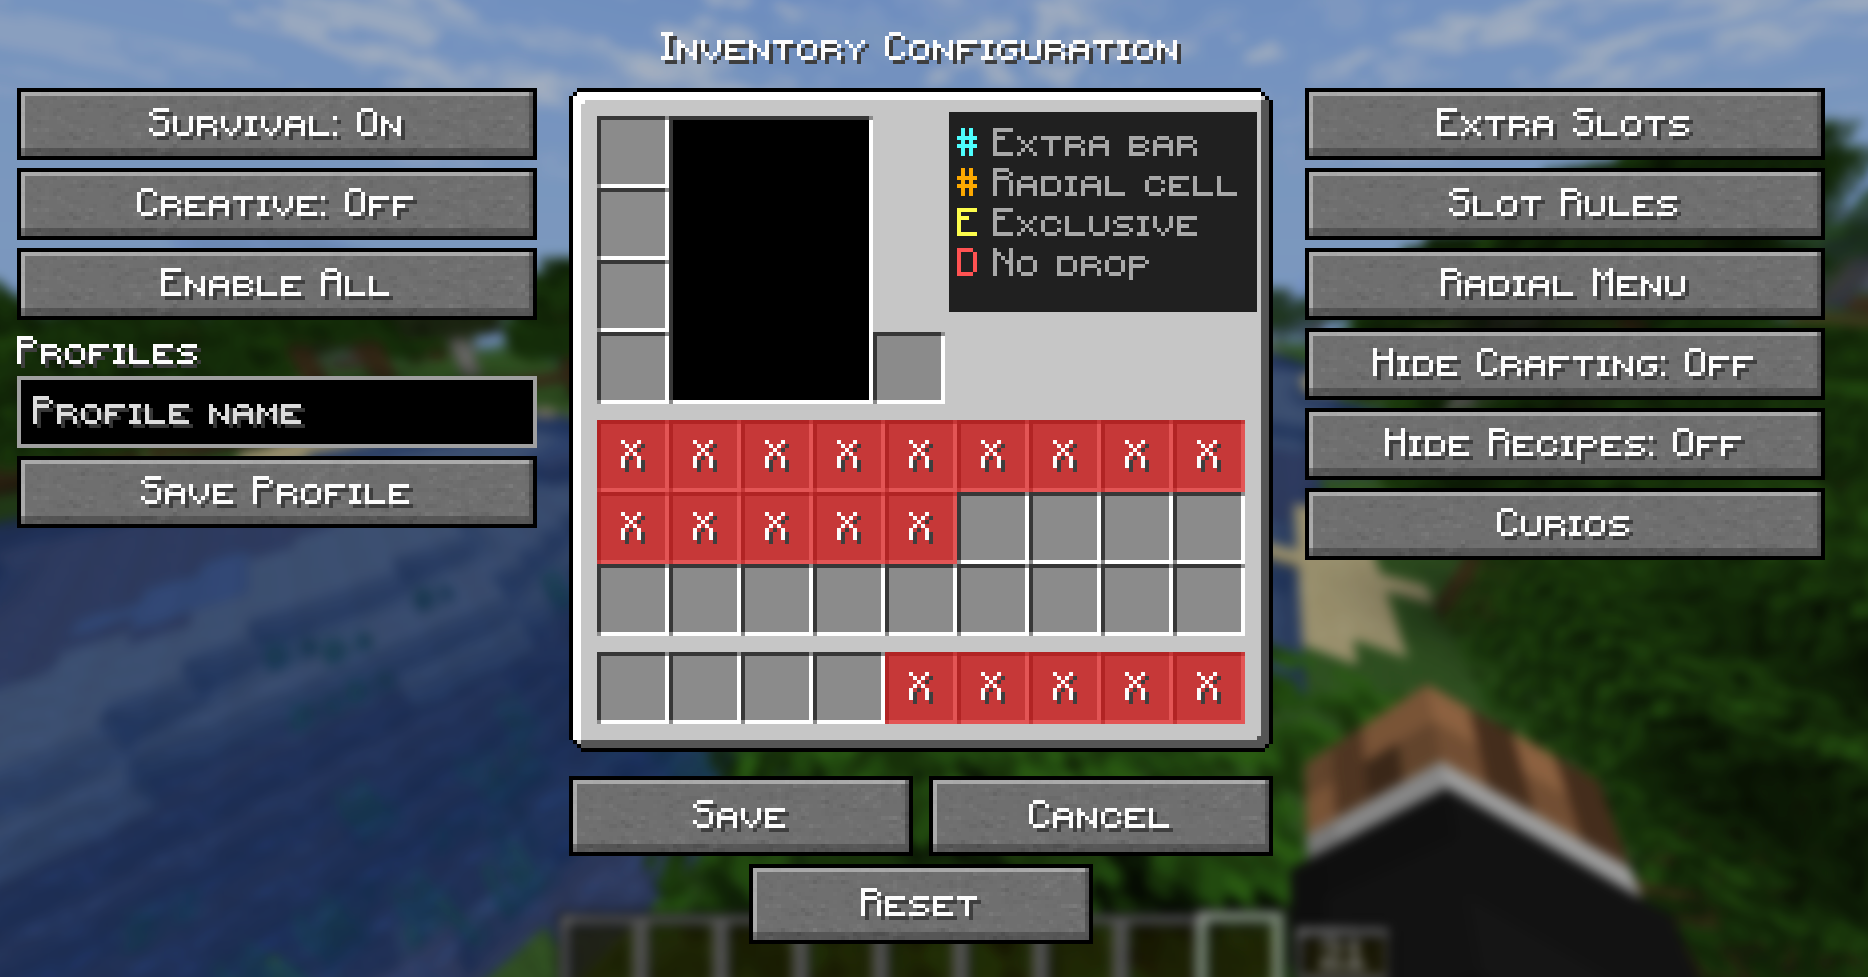 Inventory Configuration
Survival: On
Creative: Off
Enable All
Profiles
Profile name
Save Profile
# Extra bar
# Radial cell
E Exclusive
D No drop
X X X X X X X X X
X X X X X
X X X X X
Save
Cancel
Reset
Extra Slots
Slot Rules
Radial Menu
Hide Crafting: Off
Hide Recipes: Off
Curios